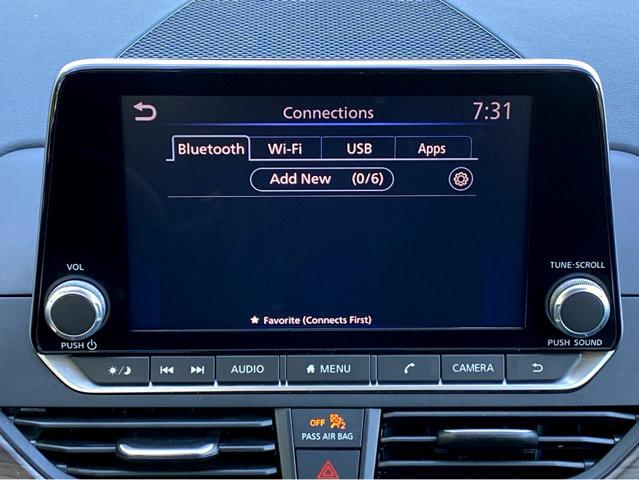 Connections 7:31
Bluetooth Wi-Fi USB Apps
Add New (0/6)
★ Favorite (Connects First)
VOL
PUSH
TUNE·SCROLL
PUSH SOUND
AUDIO MENU CAMERA
OFF 2
PASS AIR BAG